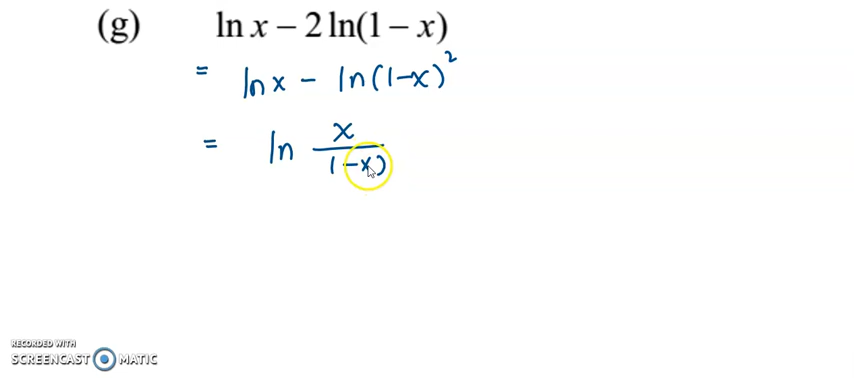 (g) ln x − 2 ln(1 − x)
= ln x − ln (1−x)²
= ln x/(1−x)
RECORDED WITH
SCREENCAST MATIC